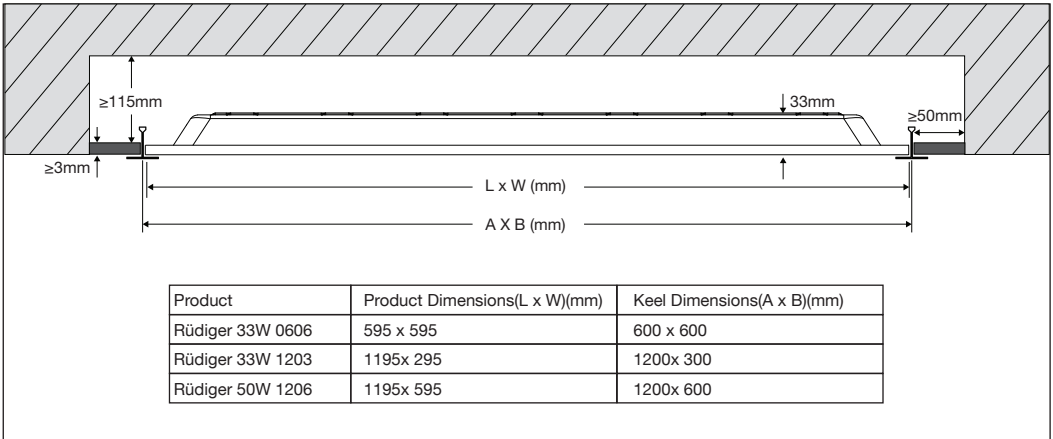 ≥115mm
33mm
≥50mm
≥3mm
L x W (mm)
A X B (mm)
Product Product Dimensions(L x W)(mm) Keel Dimensions(A x B)(mm)
Rüdiger 33W 0606 595 x 595 600 x 600
Rüdiger 33W 1203 1195x 295 1200x 300
Rüdiger 50W 1206 1195x 595 1200x 600